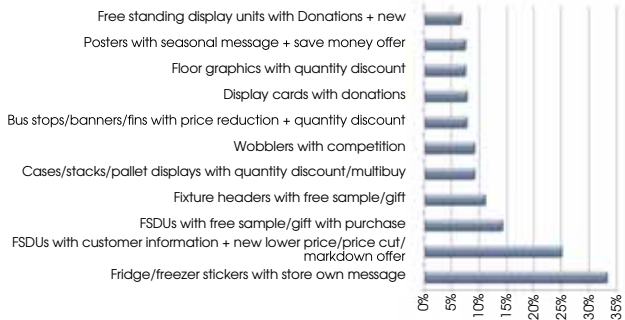 Free standing display units with Donations + new
Posters with seasonal message + save money offer
Floor graphics with quantity discount
Display cards with donations
Bus stops/banners/fins with price reduction + quantity discount
Wobblers with competition
Cases/stacks/pallet displays with quantity discount/multibuy
Fixture headers with free sample/gift
FSDUs with free sample/gift with purchase
FSDUs with customer information + new lower price/price cut/
markdown offer
Fridge/freezer stickers with store own message
0%
5%
10%
15%
20%
25%
30%
35%